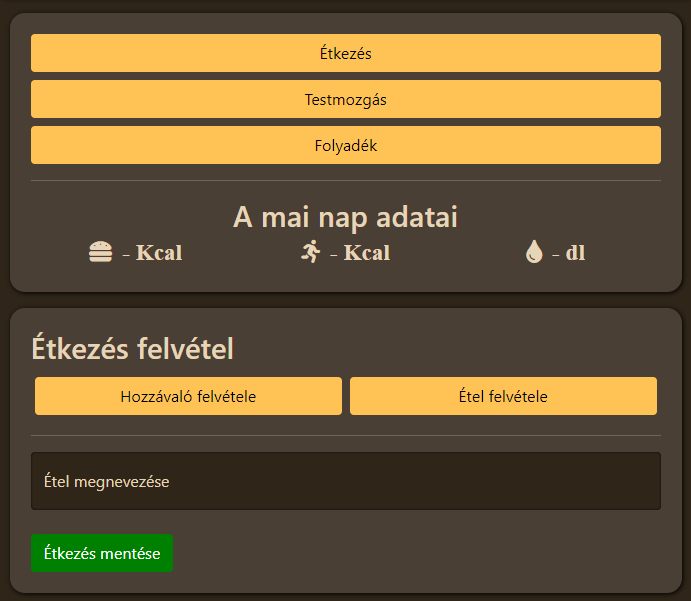 Étkezés
Testmozgás
Folyadék
A mai nap adatai
- Kcal - Kcal - dl
Étkezés felvétel
Hozzávaló felvétele Étel felvétele
Étel megnevezése
Étkezés mentése